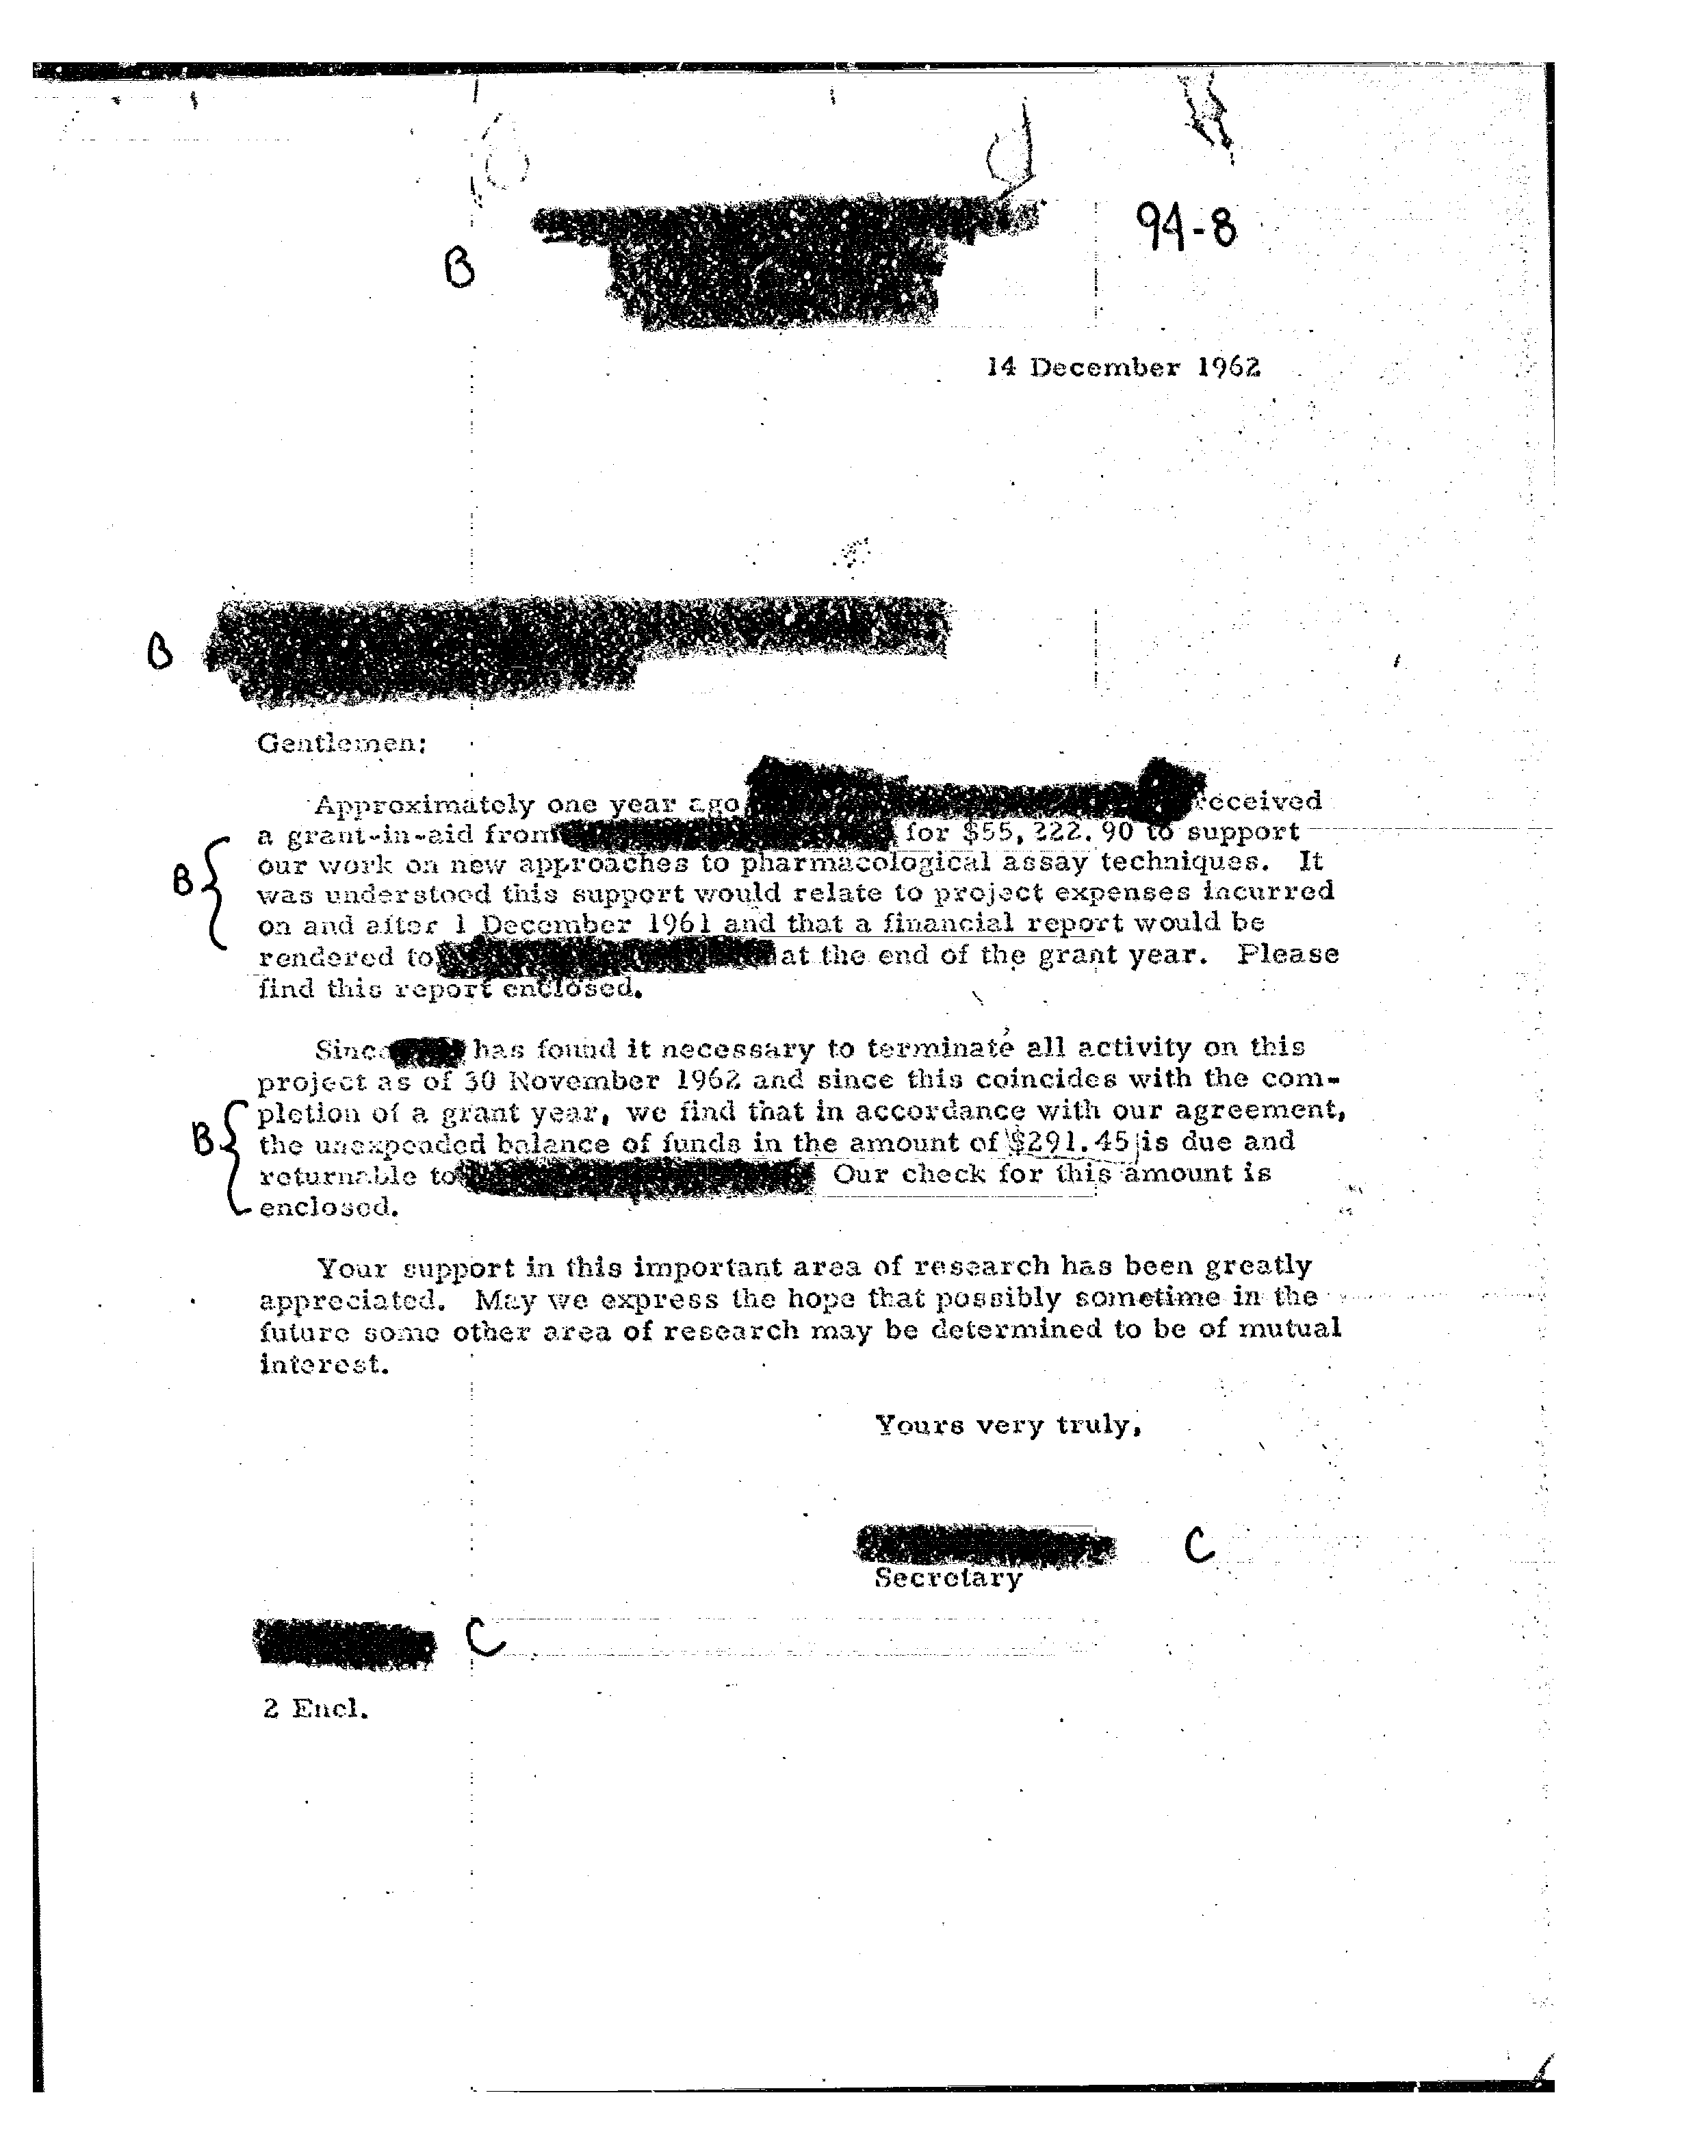 94-8
B
14 December 1962
B
Gentlemen:
Approximately one year ago received
a grant-in-aid from for $55,222.90 to support
our work on new approaches to pharmacological assay techniques. It
B
was understood this support would relate to project expenses incurred
on and after 1 December 1961 and that a financial report would be
rendered to at the end of the grant year. Please
find this report enclosed.
Since has found it necessary to terminate all activity on this
project as of 30 November 1962 and since this coincides with the com-
pletion of a grant year, we find that in accordance with our agreement,
B
the unexpended balance of funds in the amount of $291.45 is due and
returnable to Our check for this amount is
enclosed.
Your support in this important area of research has been greatly
appreciated. May we express the hope that possibly sometime in the
future some other area of research may be determined to be of mutual
interest.
Yours very truly,
C
Secretary
C
2 Encl.